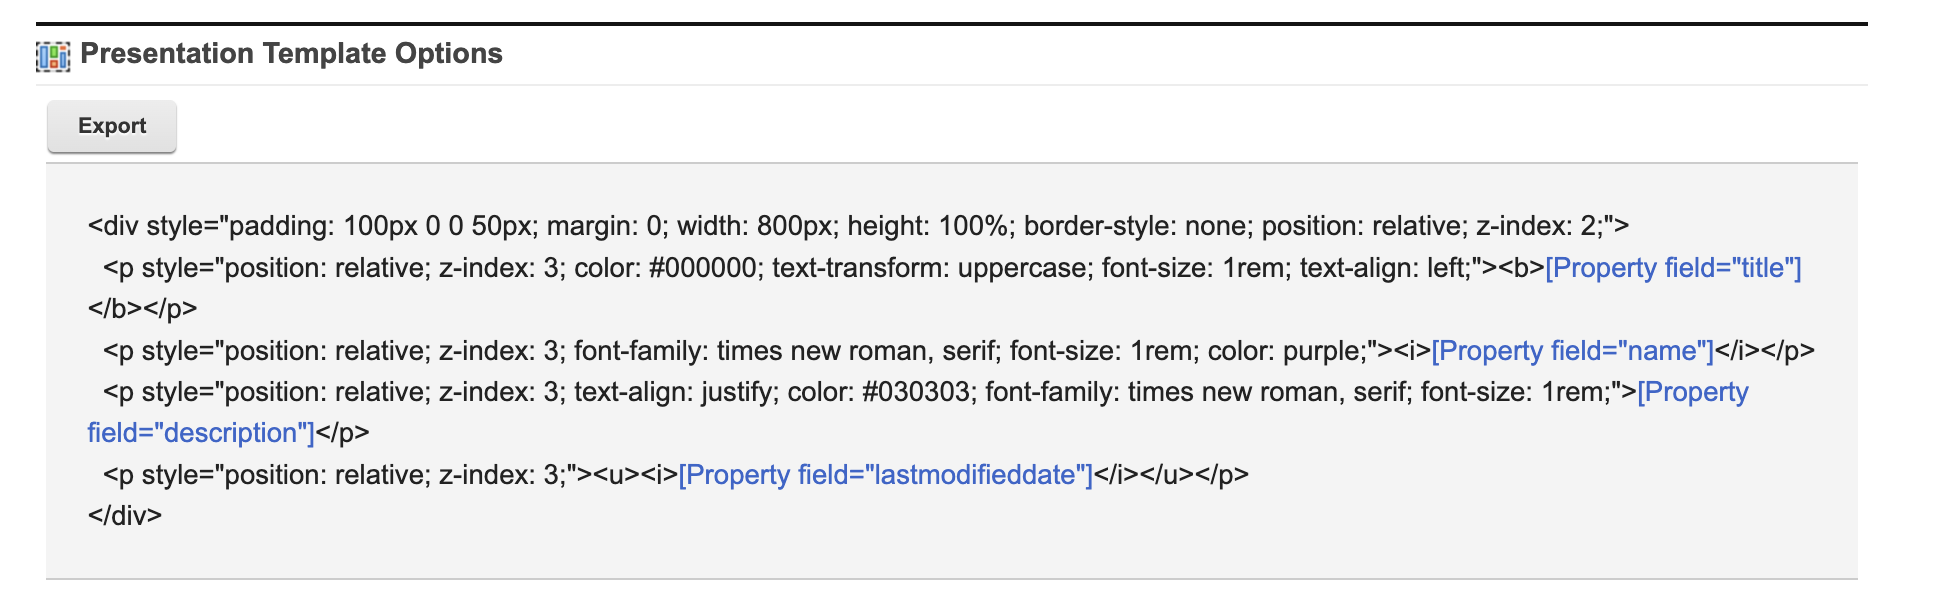 Presentation Template Options
Export
<div style="padding: 100px 0 0 50px; margin: 0; width: 800px; height: 100%; border-style: none; position: relative; z-index: 2;">
<p style="position: relative; z-index: 3; color: #000000; text-transform: uppercase; font-size: 1rem; text-align: left;"><b>[Property field="title"]
</b></p>
<p style="position: relative; z-index: 3; font-family: times new roman, serif; font-size: 1rem; color: purple;"><i>[Property field="name"]</i></p>
<p style="position: relative; z-index: 3; text-align: justify; color: #030303; font-family: times new roman, serif; font-size: 1rem;">[Property
field="description"]</p>
<p style="position: relative; z-index: 3;"><u><i>[Property field="lastmodifieddate"]</i></u></p>
</div>